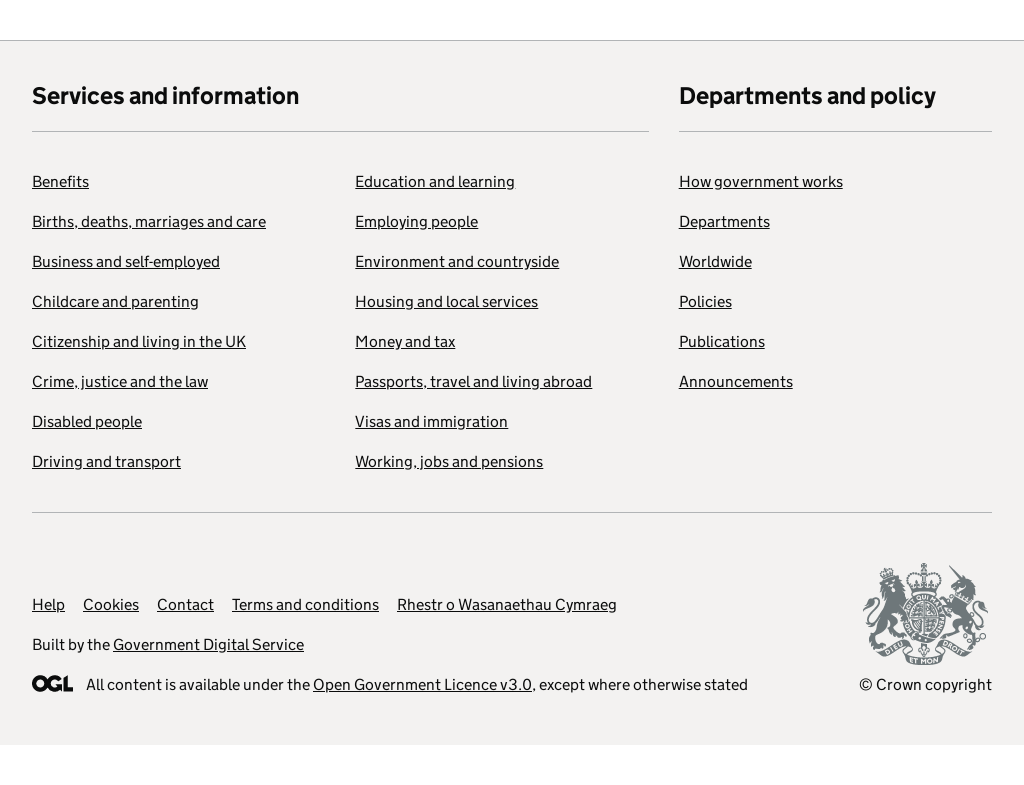 Services and information
Benefits
Births, deaths, marriages and care
Business and self-employed
Childcare and parenting
Citizenship and living in the UK
Crime, justice and the law
Disabled people
Driving and transport
Education and learning
Employing people
Environment and countryside
Housing and local services
Money and tax
Passports, travel and living abroad
Visas and immigration
Working, jobs and pensions
Departments and policy
How government works
Departments
Worldwide
Policies
Publications
Announcements
Help Cookies Contact Terms and conditions Rhestr o Wasanaethau Cymraeg
Built by the Government Digital Service
OGL All content is available under the Open Government Licence v3.0, except where otherwise stated
DIEU ET MON DROIT
© Crown copyright